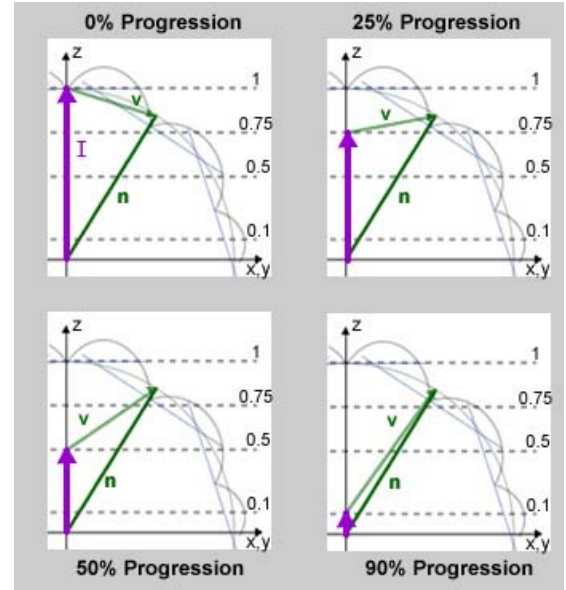 0% Progression
25% Progression
z
1
v
0.75
I
0.5
n
0.1
x,y
z
1
v
0.75
0.5
n
0.1
x,y
z
1
0.75
v
0.5
n
0.1
x,y
z
1
0.75
v
0.5
n
0.1
x,y
50% Progression
90% Progression